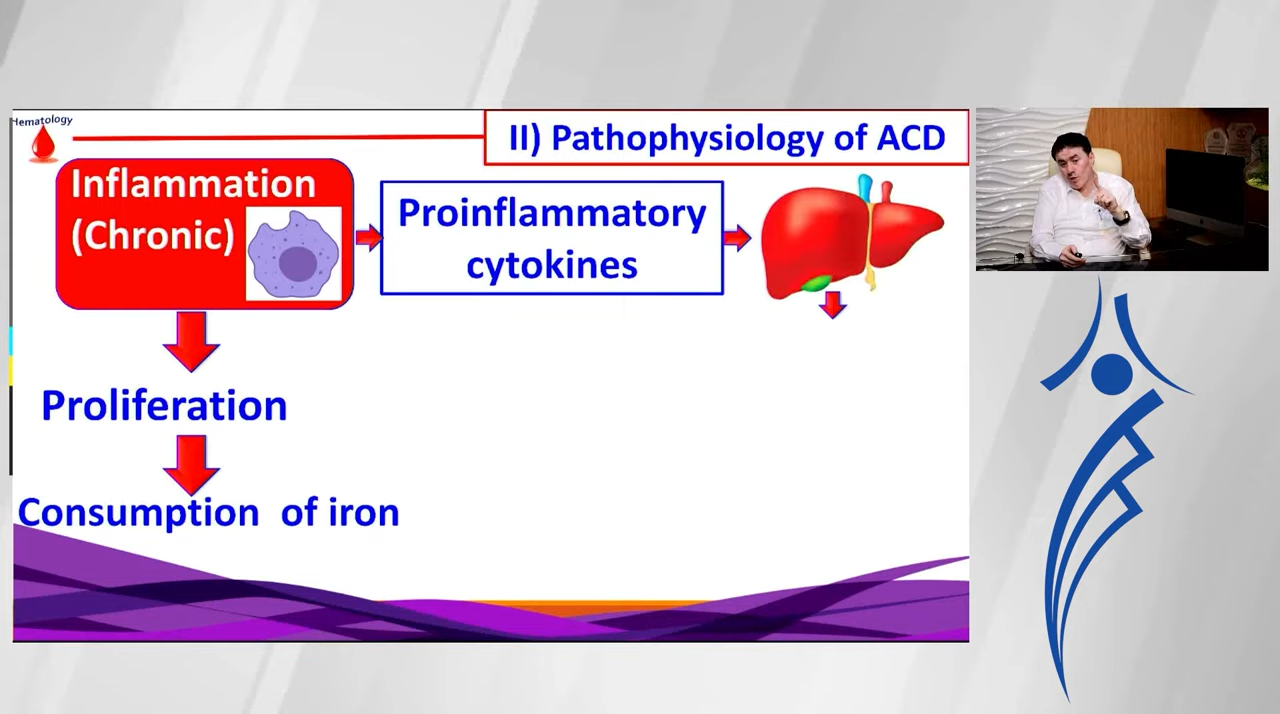 Hematology
II) Pathophysiology of ACD
Inflammation
(Chronic)
Proinflammatory
cytokines
Proliferation
Consumption of iron